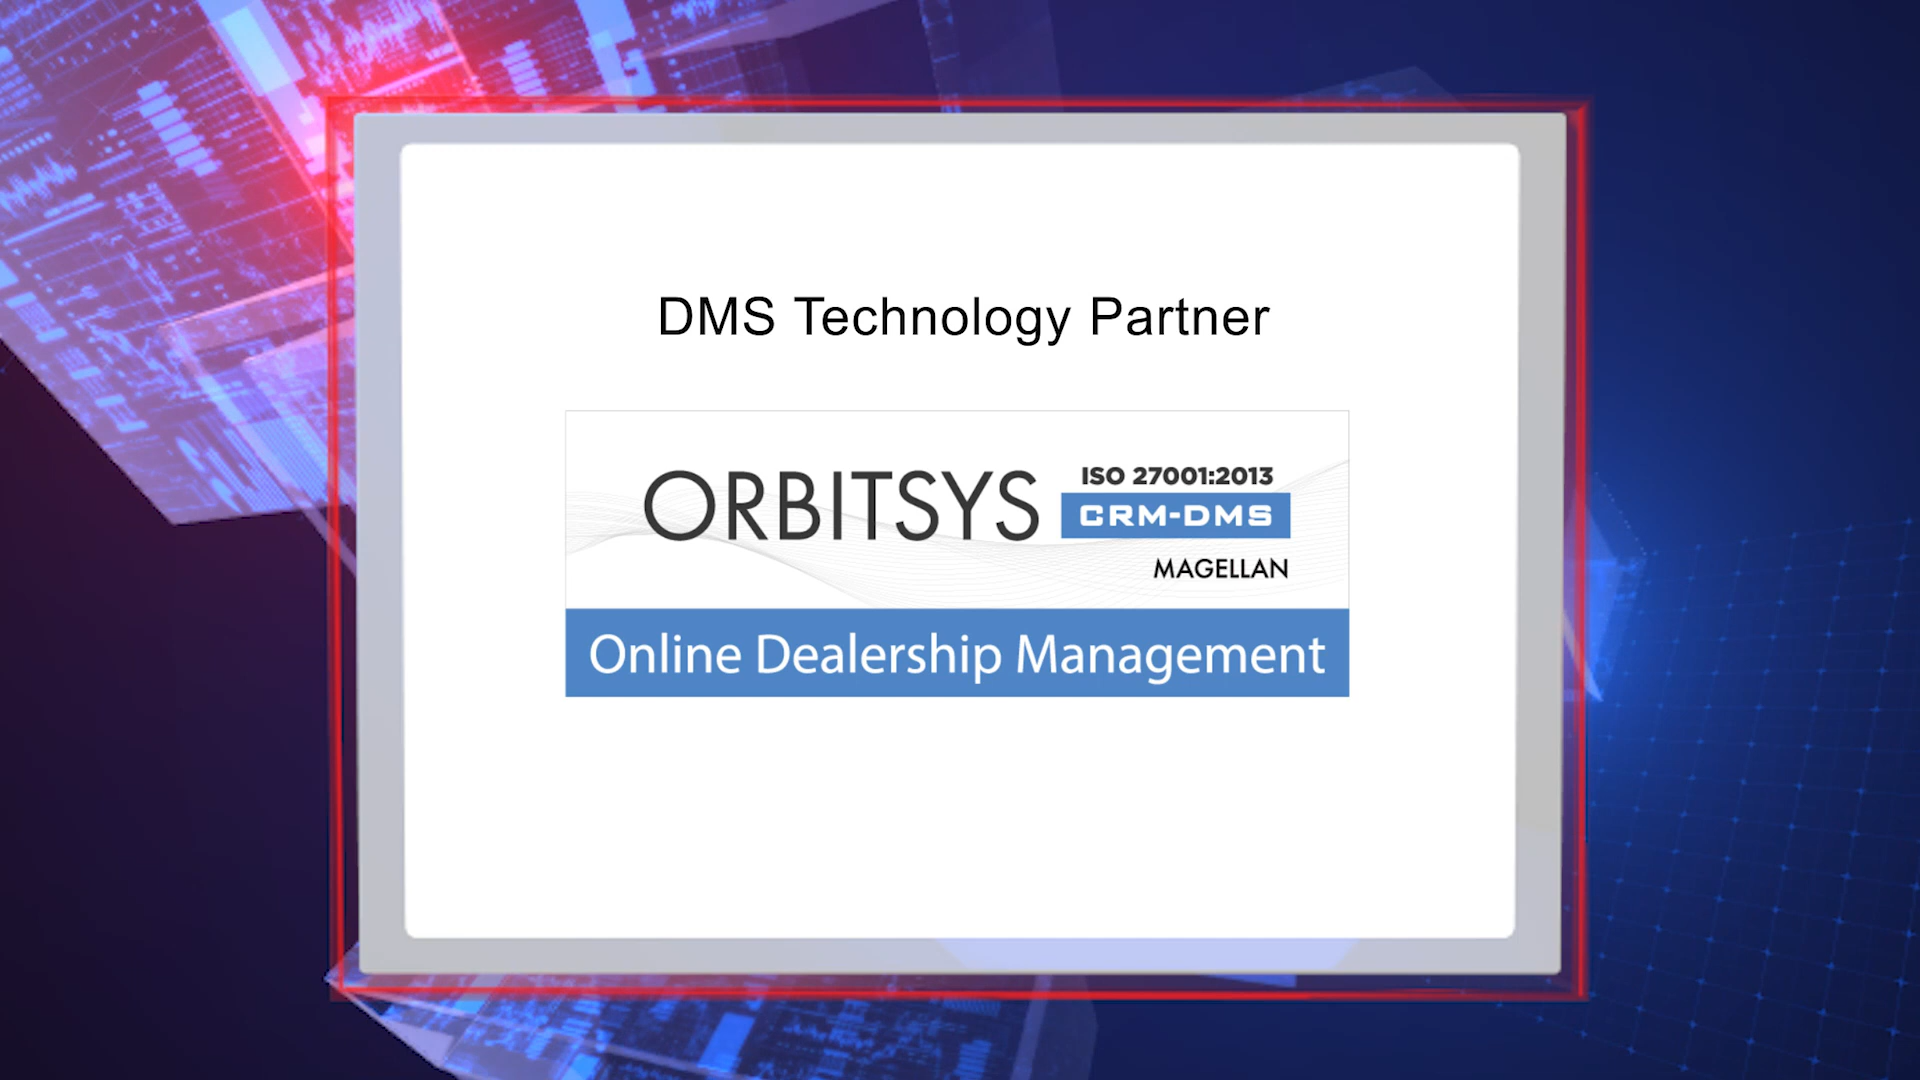 DMS Technology Partner
ORBITSYS
ISO 27001:2013
CRM-DMS
MAGELLAN
Online Dealership Management